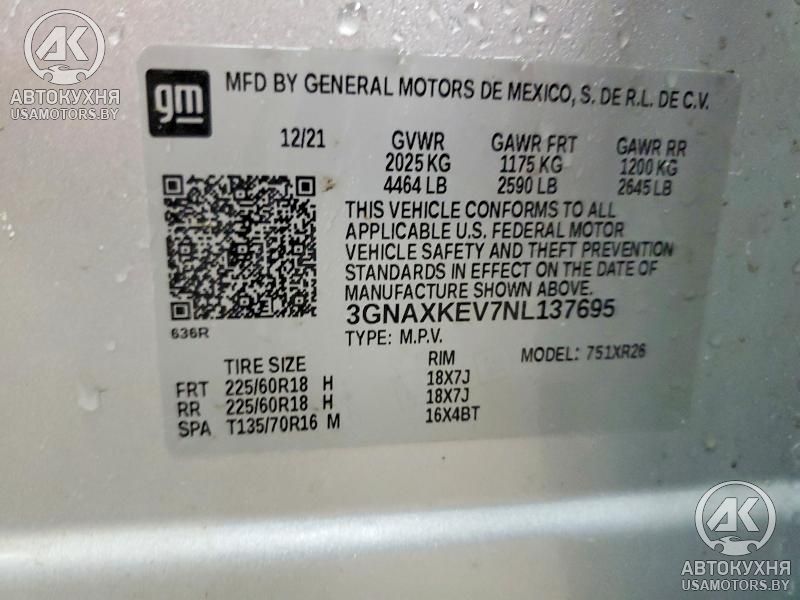 AK
АВТОКУХНЯ
USAMOTORS.BY
gm
MFD BY GENERAL MOTORS DE MEXICO, S. DE R.L. DE C.V.
12/21 GVWR GAWR FRT GAWR RR
2025 KG 1175 KG 1200 KG
4464 LB 2590 LB 2645 LB
THIS VEHICLE CONFORMS TO ALL
APPLICABLE U.S. FEDERAL MOTOR
VEHICLE SAFETY AND THEFT PREVENTION
STANDARDS IN EFFECT ON THE DATE OF
MANUFACTURE SHOWN ABOVE.
3GNAXKEV7NL137695
636R
TYPE: M.P.V.
MODEL: 751XR26
TIRE SIZE RIM
FRT 225/60R18 H 18X7J
RR 225/60R18 H 18X7J
SPA T135/70R16 M 16X4BT
AK
АВТОКУХНЯ
USAMOTORS.BY